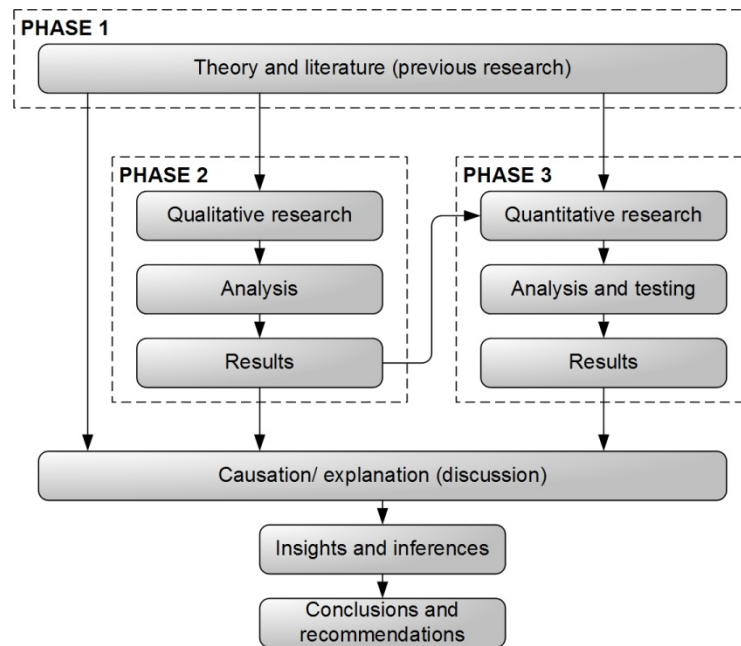 PHASE 1
Theory and literature (previous research)
PHASE 2
Qualitative research
Analysis
Results
PHASE 3
Quantitative research
Analysis and testing
Results
Causation/ explanation (discussion)
Insights and inferences
Conclusions and
recommendations